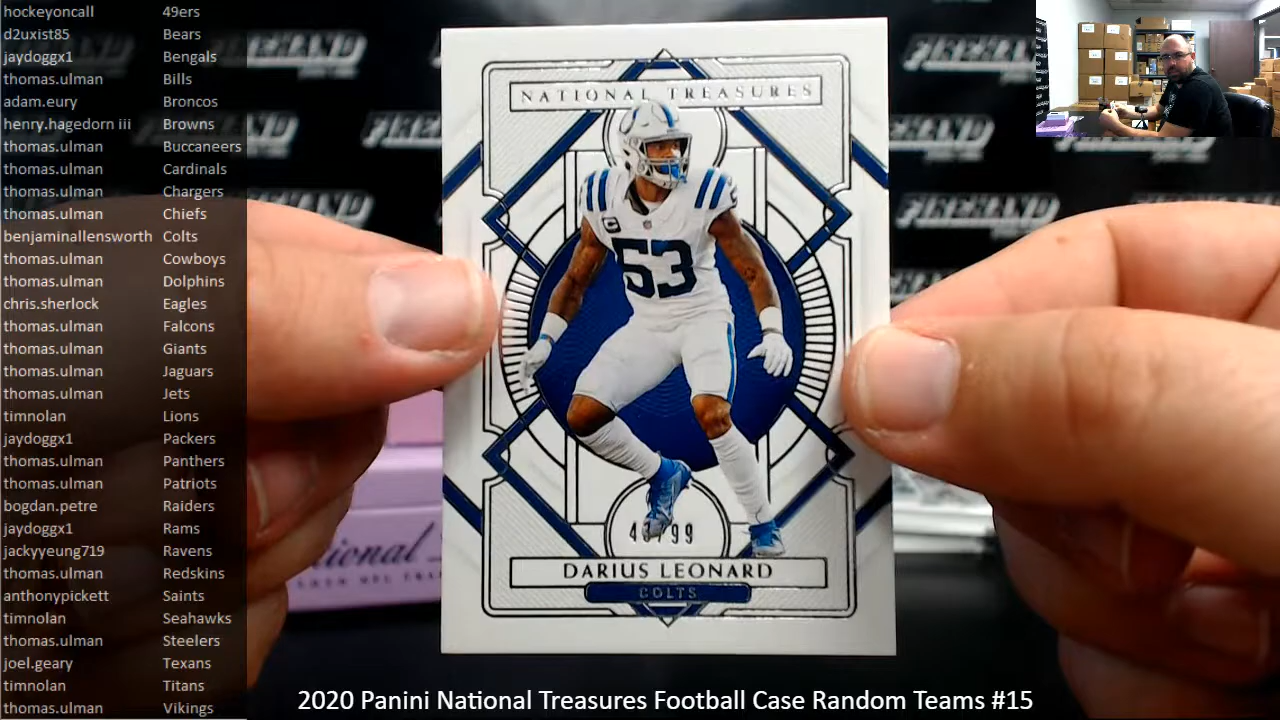 hockeyoncall 49ers
d2uxist85 Bears
jaydoggx1 Bengals
thomas.ulman Bills
adam.eury Broncos
henry.hagedorn iii Browns
thomas.ulman Buccaneers
thomas.ulman Cardinals
thomas.ulman Chargers
thomas.ulman Chiefs
benjaminallensworth Colts
thomas.ulman Cowboys
thomas.ulman Dolphins
chris.sherlock Eagles
thomas.ulman Falcons
thomas.ulman Giants
thomas.ulman Jaguars
thomas.ulman Jets
timnolan Lions
jaydoggx1 Packers
thomas.ulman Panthers
thomas.ulman Patriots
bogdan.petre Raiders
jaydoggx1 Rams
jackyyeung719 Ravens
thomas.ulman Redskins
anthonypickett Saints
timnolan Seahawks
thomas.ulman Steelers
joel.geary Texans
timnolan Titans
thomas.ulman Vikings
NATIONAL TREASURES
53
/99
DARIUS LEONARD
COLTS
FIREHAND
2020 Panini National Treasures Football Case Random Teams #15